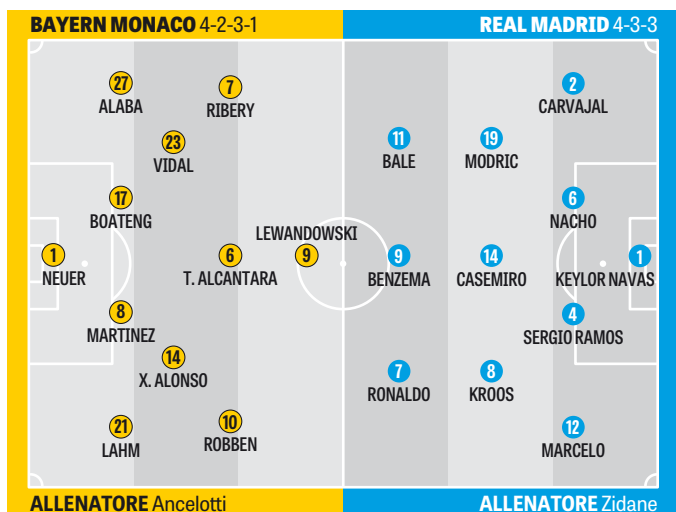 BAYERN MONACO 4-2-3-1
REAL MADRID 4-3-3
27
ALABA
7
RIBERY
23
VIDAL
17
BOATENG
1
NEUER
6
T. ALCANTARA
LEWANDOWSKI
9
8
MARTINEZ
14
X. ALONSO
21
LAHM
10
ROBBEN
2
CARVAJAL
11
BALE
19
MODRIC
6
NACHO
9
BENZEMA
14
CASEMIRO
1
KEYLOR NAVAS
4
SERGIO RAMOS
7
RONALDO
8
KROOS
12
MARCELO
ALLENATORE Ancelotti
ALLENATORE Zidane